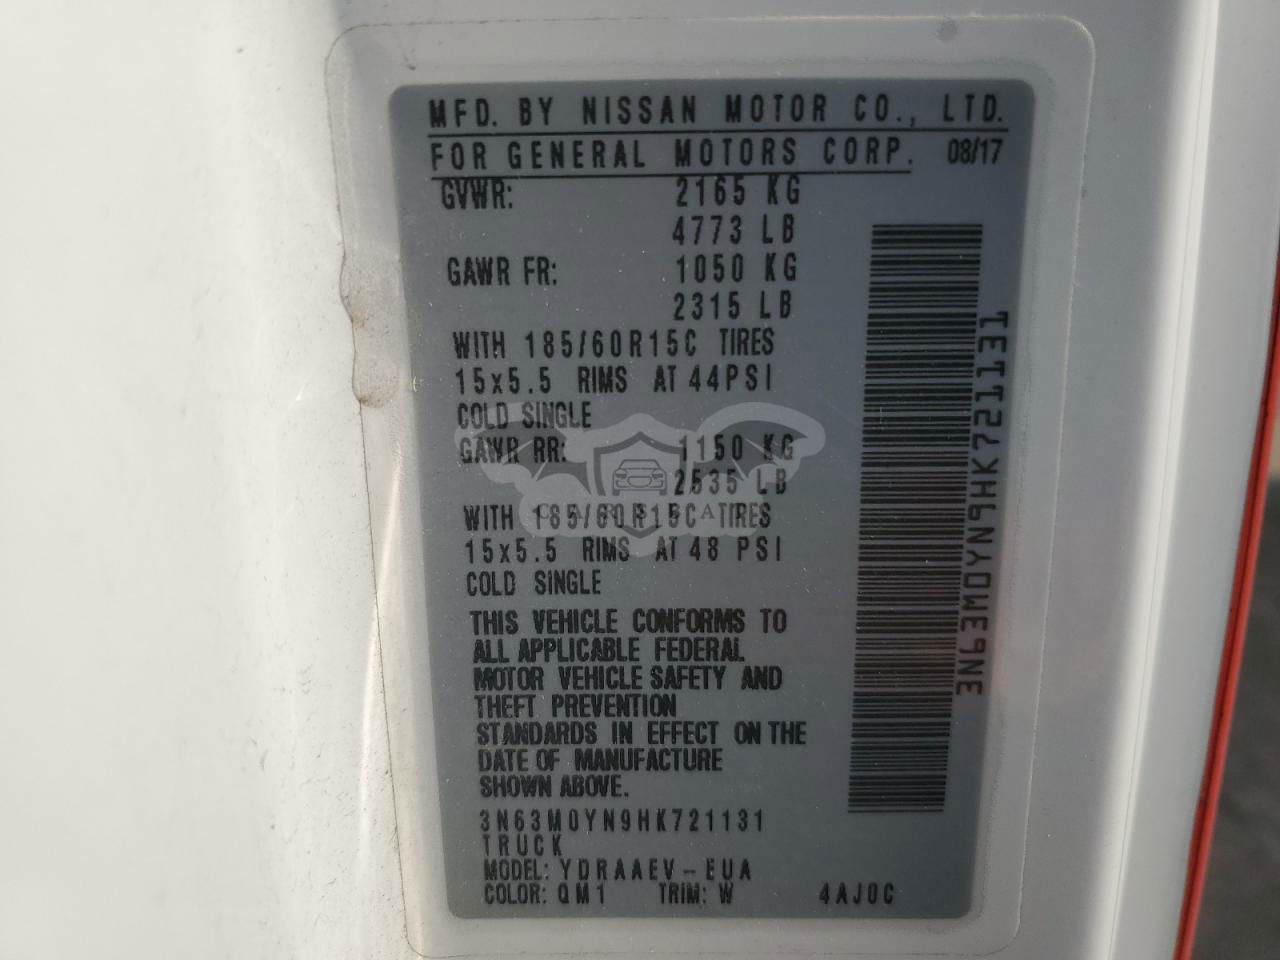 MFD. BY NISSAN MOTOR CO., LTD.
FOR GENERAL MOTORS CORP. 08/17
GVWR: 2165 KG
4773 LB
GAWR FR: 1050 KG
2315 LB
WITH 185/60R15C TIRES
15x5.5 RIMS AT 44PSI
COLD SINGLE
GAWR RR: 1150 KG
2535 LB
WITH 185/60R15C TIRES
15x5.5 RIMS AT 48 PSI
COLD SINGLE
THIS VEHICLE CONFORMS TO
ALL APPLICABLE FEDERAL
MOTOR VEHICLE SAFETY AND
THEFT PREVENTION
STANDARDS IN EFFECT ON THE
DATE OF MANUFACTURE
SHOWN ABOVE.
3N63M0YN9HK721131
TRUCK
MODEL: YDRAAEV-EUA
COLOR: QM1 TRIM: W 4AJ0C
3N63M0YN9HK721131